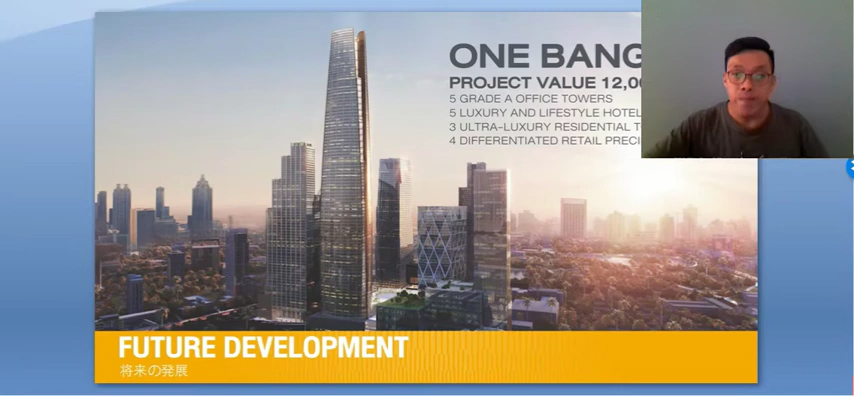 ONE BANG
PROJECT VALUE 12,0
5 GRADE A OFFICE TOWERS
5 LUXURY AND LIFESTYLE HOTEL
3 ULTRA-LUXURY RESIDENTIAL
4 DIFFERENTIATED RETAIL PRECI
FUTURE DEVELOPMENT
将来の発展